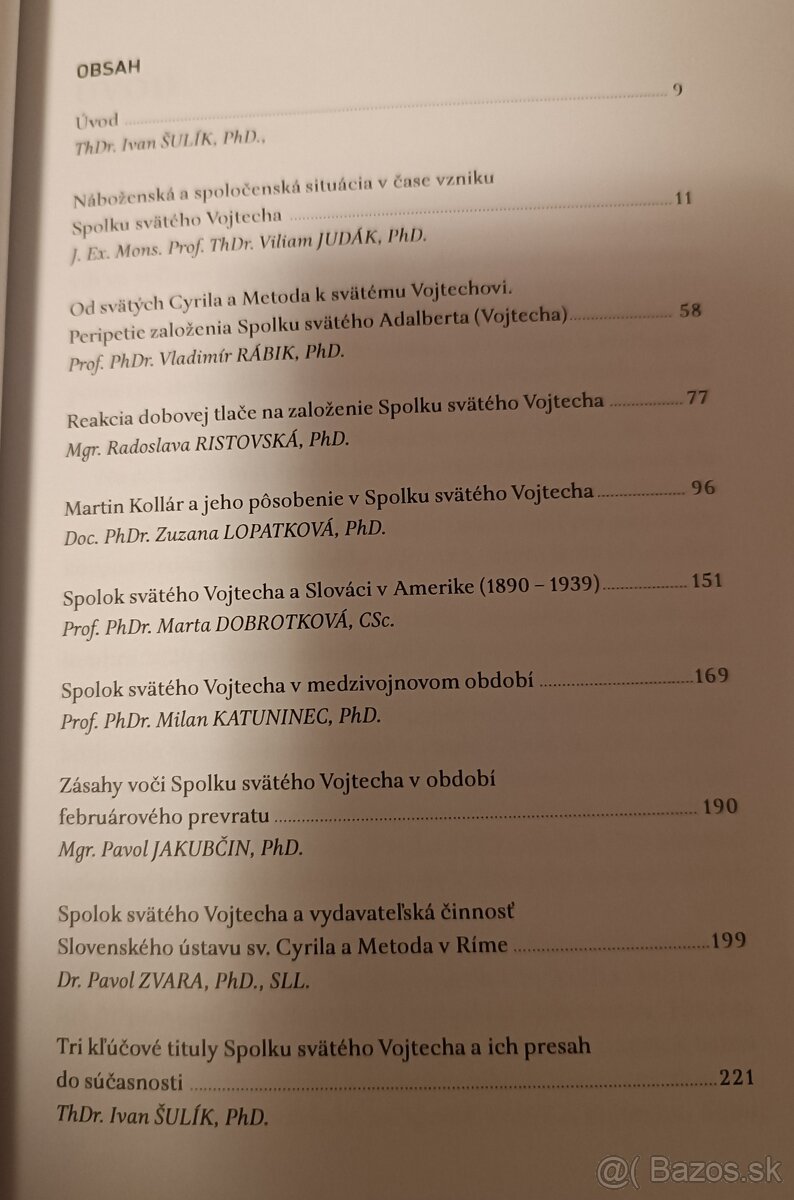 OBSAH
Úvod ........ 9
ThDr. Ivan ŠULÍK, PhD.,
Náboženská a spoločenská situácia v čase vzniku
Spolku svätého Vojtecha ........ 11
J. Ex. Mons. Prof. ThDr. Viliam JUDÁK, PhD.
Od svätých Cyrila a Metoda k svätému Vojtechovi.
Peripetie založenia Spolku svätého Adalberta (Vojtecha) ........ 58
Prof. PhDr. Vladimír RÁBIK, PhD.
Reakcia dobovej tlače na založenie Spolku svätého Vojtecha ........ 77
Mgr. Radoslava RISTOVSKÁ, PhD.
Martin Kollár a jeho pôsobenie v Spolku svätého Vojtecha ........ 96
Doc. PhDr. Zuzana LOPATKOVÁ, PhD.
Spolok svätého Vojtecha a Slováci v Amerike (1890 – 1939) ........ 151
Prof. PhDr. Marta DOBROTKOVÁ, CSc.
Spolok svätého Vojtecha v medzivojnovom období ........ 169
Prof. PhDr. Milan KATUNINEC, PhD.
Zásahy voči Spolku svätého Vojtecha v období
februárového prevratu ........ 190
Mgr. Pavol JAKUBČIN, PhD.
Spolok svätého Vojtecha a vydavateľská činnosť
Slovenského ústavu sv. Cyrila a Metoda v Ríme ........ 199
Dr. Pavol ZVARA, PhD., SLL.
Tri kľúčové tituly Spolku svätého Vojtecha a ich presah
do súčasnosti ........ 221
ThDr. Ivan ŠULÍK, PhD.
@( Bazos.sk